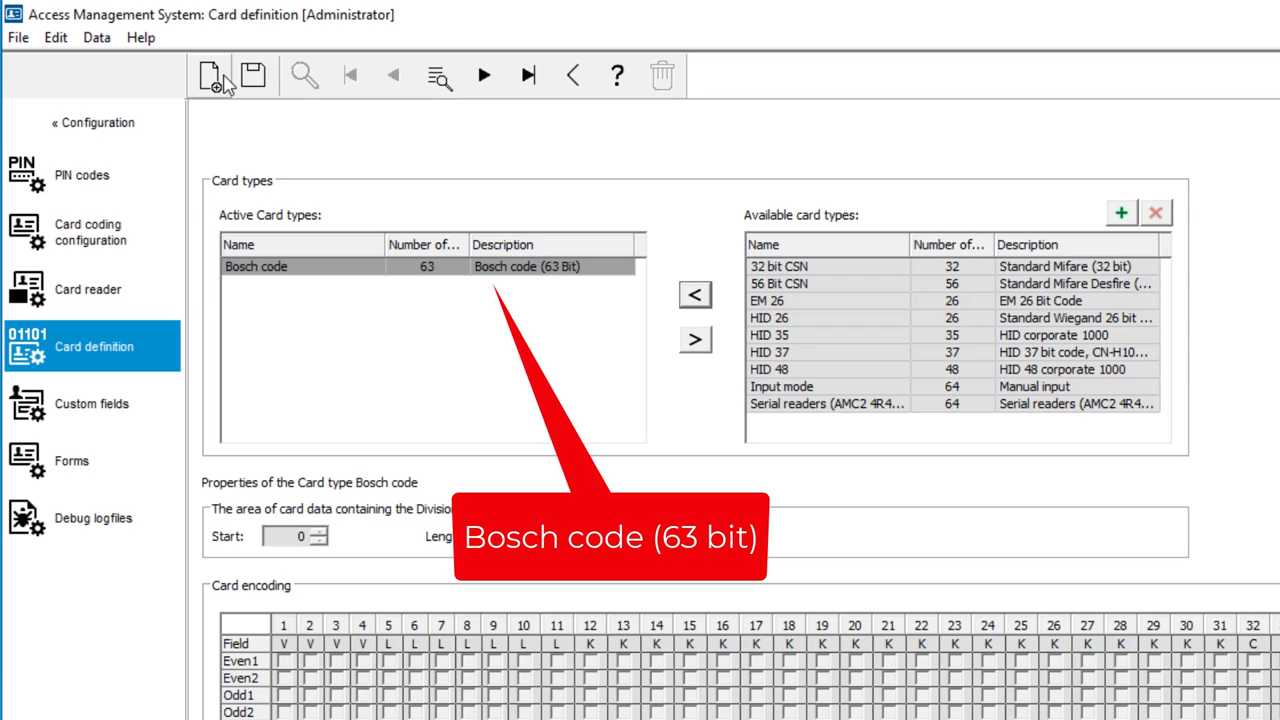 Access Management System: Card definition [Administrator]
File Edit Data Help
?
« Configuration
PIN
PIN codes
Card coding
configuration
Card reader
01101
Card definition
Custom fields
Forms
Debug logfiles
Card types
Active Card types:
Name Number of... Description
Bosch code 63 Bosch code (63 Bit)
<
>
Available card types:
Name Number of... Description
32 bit CSN 32 Standard Mifare (32 bit)
56 Bit CSN 56 Standard Mifare Desfire (...
EM 26 26 EM 26 Bit Code
HID 26 26 Standard Wiegand 26 bit ...
HID 35 35 HID corporate 1000
HID 37 37 HID 37 bit code, CN-H10...
HID 48 48 HID 48 corporate 1000
Input mode 64 Manual input
Serial readers (AMC2 4R4... 64 Serial readers (AMC2 4R4...
Properties of the Card type Bosch code
The area of card data containing the Divisio
Start: 0 Leng
Bosch code (63 bit)
Card encoding
1 2 3 4 5 6 7 8 9 10 11 12 13 14 15 16 17 18 19 20 21 22 23 24 25 26 27 28 29 30 31 32
Field V V V V L L L L L L L K K K K K K K K K K K K K K K K K K K K C
Even1
Even2
Odd1
Odd2